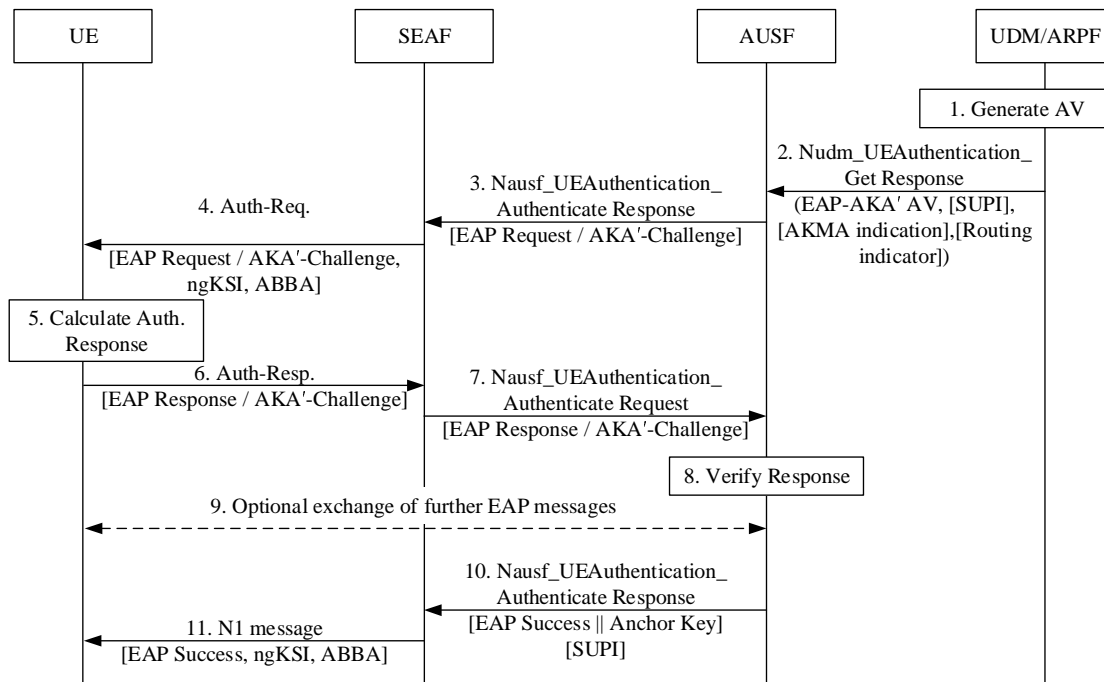 UE
SEAF
AUSF
UDM/ARPF
1. Generate AV
2. Nudm_UEAuthentication_
Get Response
(EAP-AKA′ AV, [SUPI],
[AKMA indication],[Routing
indicator])
3. Nausf_UEAuthentication_
Authenticate Response
[EAP Request / AKA′-Challenge]
4. Auth-Req.
[EAP Request / AKA′-Challenge,
ngKSI, ABBA]
5. Calculate Auth.
Response
6. Auth-Resp.
[EAP Response / AKA′-Challenge]
7. Nausf_UEAuthentication_
Authenticate Request
[EAP Response / AKA′-Challenge]
8. Verify Response
9. Optional exchange of further EAP messages
10. Nausf_UEAuthentication_
Authenticate Response
[EAP Success || Anchor Key]
[SUPI]
11. N1 message
[EAP Success, ngKSI, ABBA]